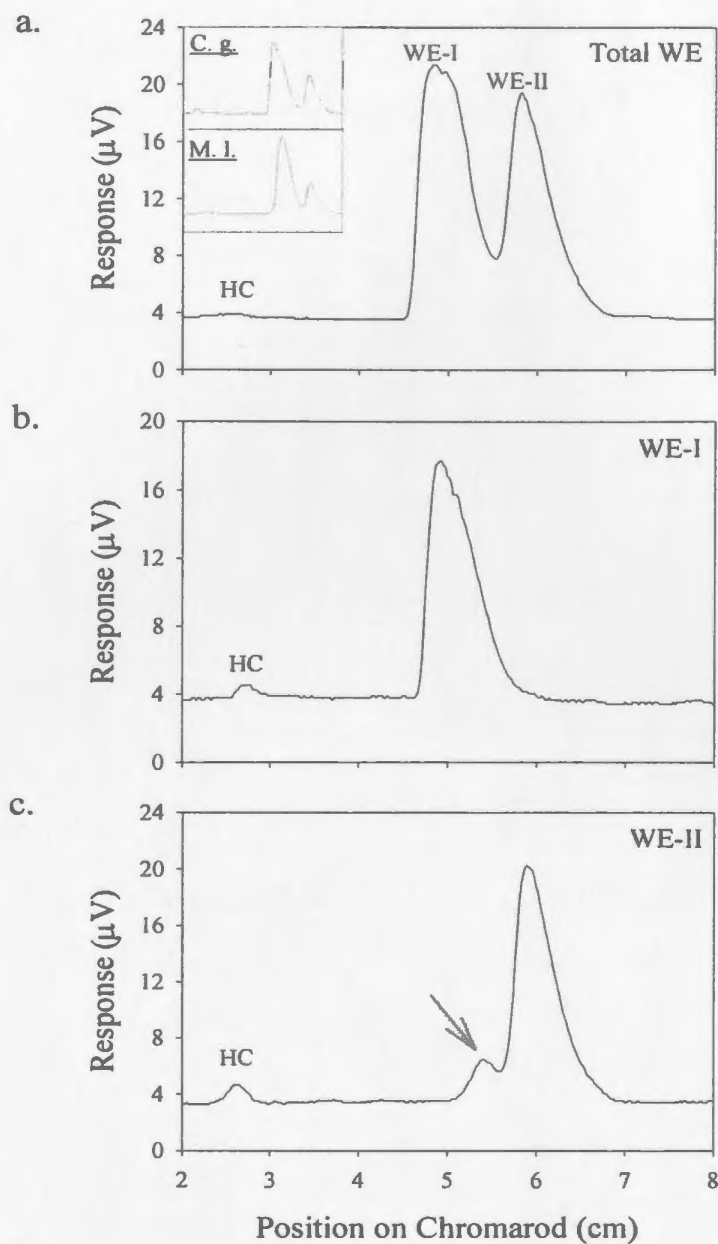 a.
24
20
16
12
8
4
0
Response (μV)
C. g.
M. l.
HC
WE-I
WE-II
Total WE
b.
20
16
12
8
4
0
Response (μV)
HC
WE-I
c.
24
20
16
12
8
4
0
Response (μV)
HC
WE-II
2 3 4 5 6 7 8
Position on Chromarod (cm)